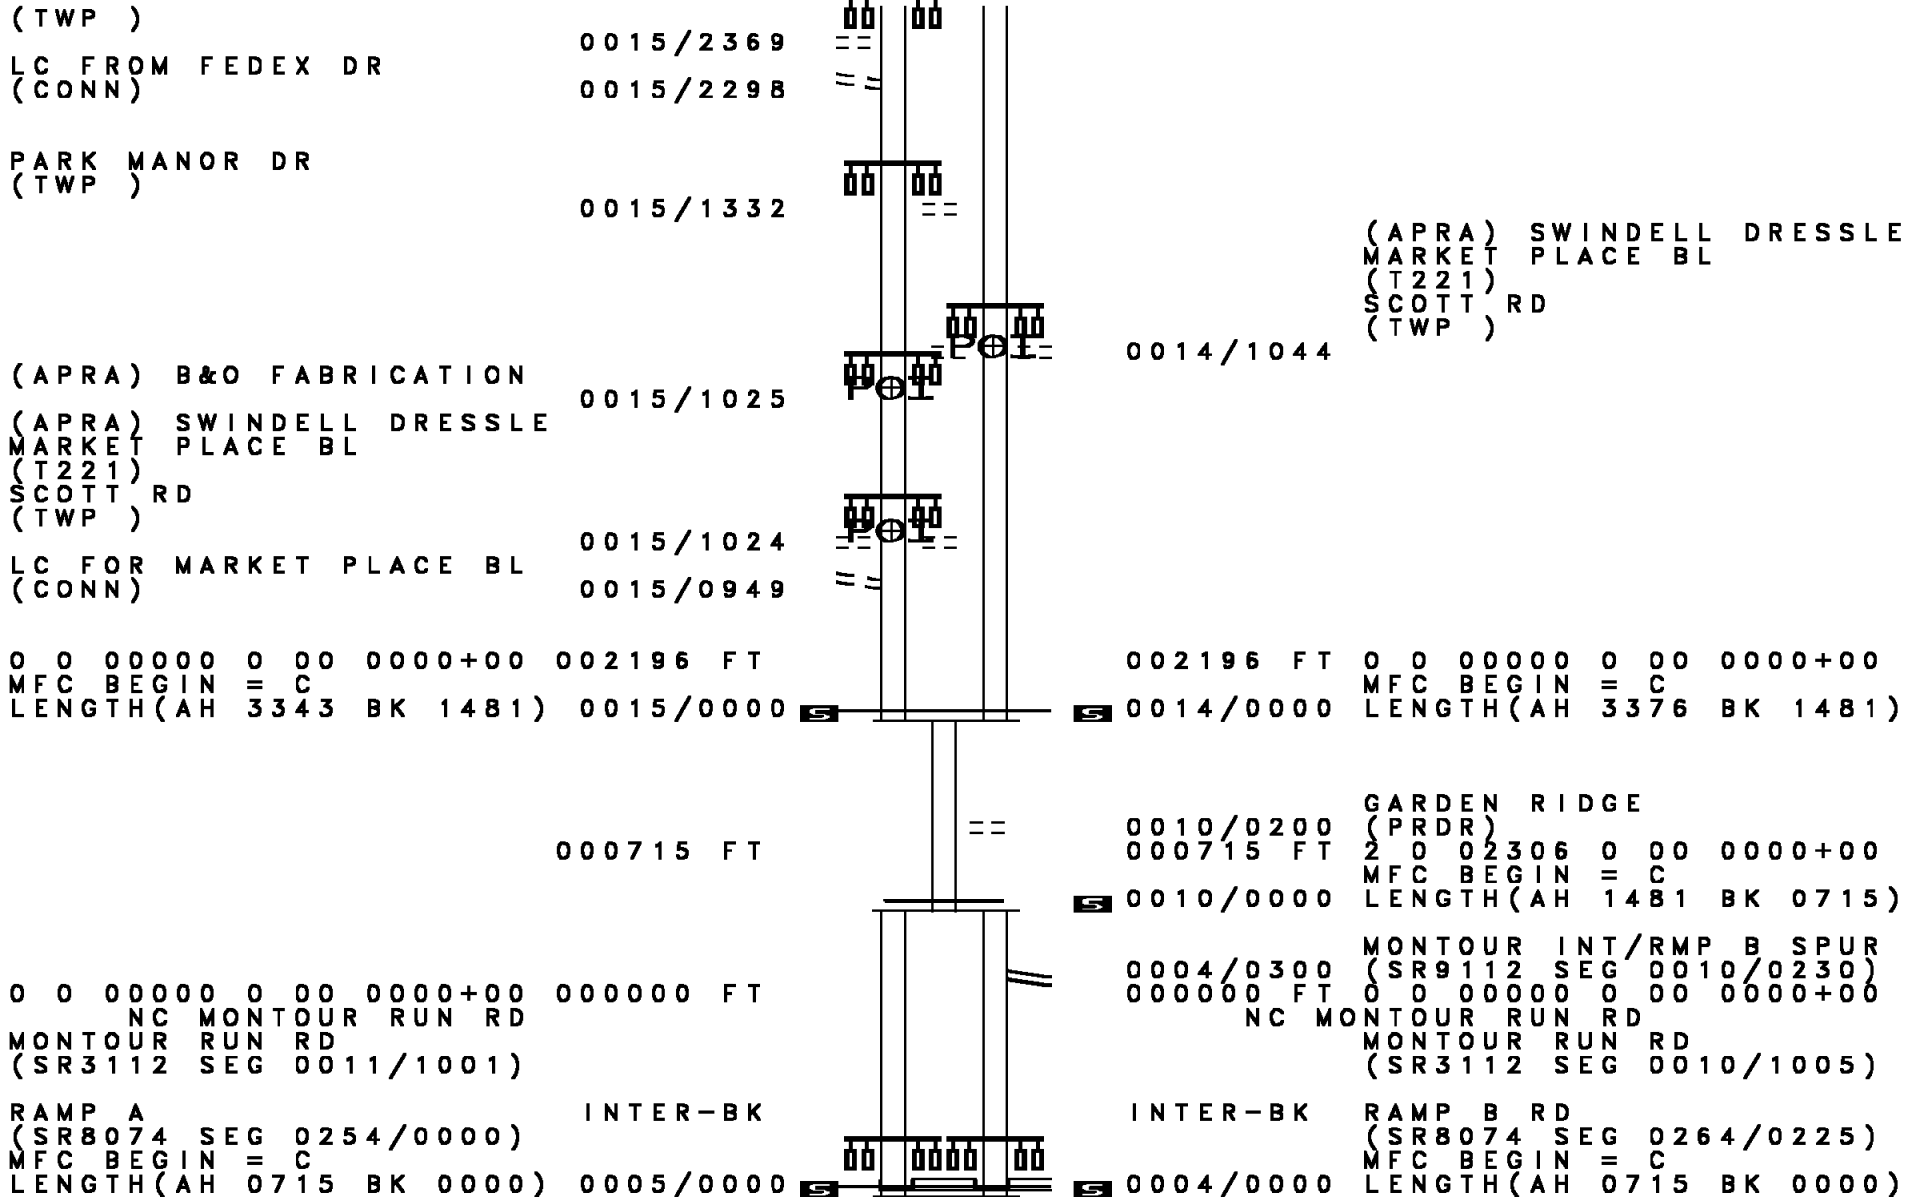 (TWP )
0015/2369
LC FROM FEDEX DR
(CONN) 0015/2298
PARK MANOR DR
(TWP )
0015/1332
(APRA) SWINDELL DRESSLE
MARKET PLACE BL
(T221)
SCOTT RD
(TWP )
POT
0014/1044
(APRA) B&O FABRICATION
POT
0015/1025
(APRA) SWINDELL DRESSLE
MARKET PLACE BL
(T221)
SCOTT RD
(TWP )
POT
0015/1024
LC FOR MARKET PLACE BL
(CONN) 0015/0949
0 0 00000 0 00 0000+00 002196 FT 002196 FT 0 0 00000 0 00 0000+00
MFC BEGIN = C MFC BEGIN = C
LENGTH(AH 3343 BK 1481) 0015/0000 S S 0014/0000 LENGTH(AH 3376 BK 1481)
GARDEN RIDGE
0010/0200 (PRDR)
000715 FT 000715 FT 2 0 02306 0 00 0000+00
MFC BEGIN = C
S 0010/0000 LENGTH(AH 1481 BK 0715)
MONTOUR INT/RMP B SPUR
0004/0300 (SR9112 SEG 0010/0230)
0 0 00000 0 00 0000+00 000000 FT 000000 FT 0 0 00000 0 00 0000+00
NC MONTOUR RUN RD NC MONTOUR RUN RD
MONTOUR RUN RD MONTOUR RUN RD
(SR3112 SEG 0011/1001) (SR3112 SEG 0010/1005)
RAMP A INTER-BK INTER-BK RAMP B RD
(SR8074 SEG 0254/0000) (SR8074 SEG 0264/0225)
MFC BEGIN = C MFC BEGIN = C
LENGTH(AH 0715 BK 0000) 0005/0000 S S 0004/0000 LENGTH(AH 0715 BK 0000)